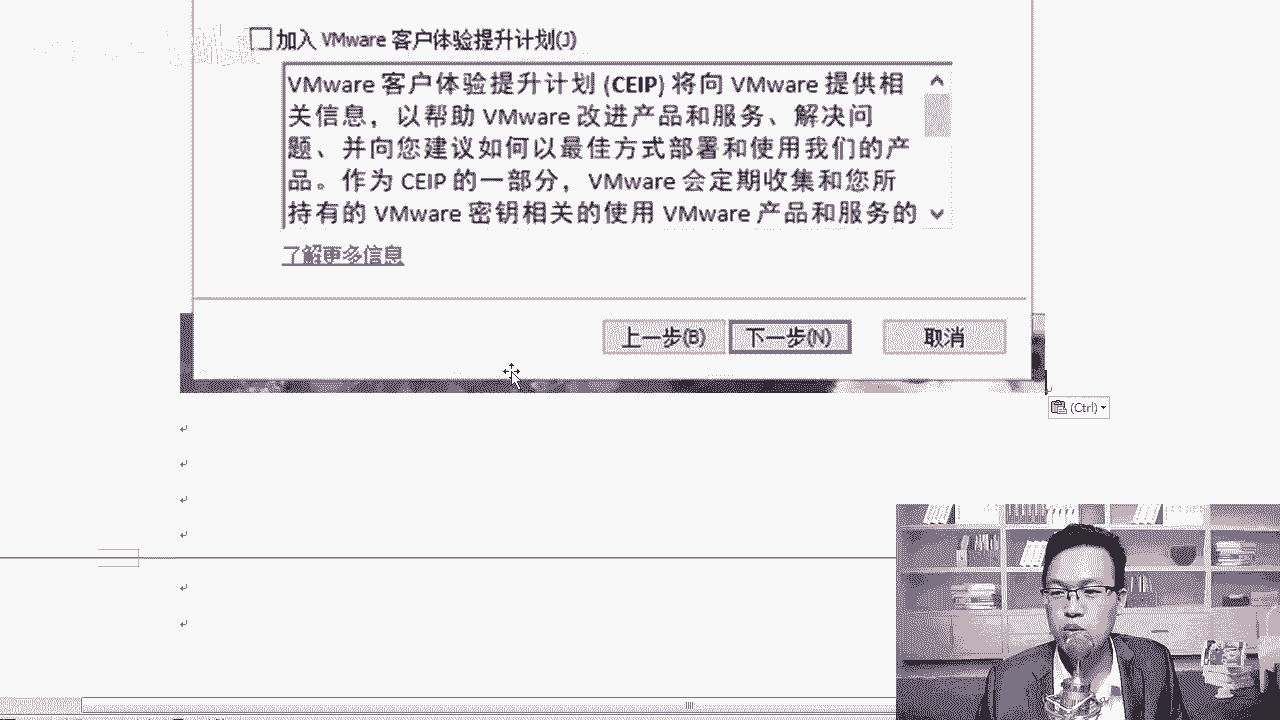 加入 VMware 客户体验提升计划(J)
VMware 客户体验提升计划 (CEIP) 将向 VMware 提供相
关信息，以帮助 VMware 改进产品和服务、解决问
题、并向您建议如何以最佳方式部署和使用我们的产
品。作为 CEIP 的一部分，VMware 会定期收集和您所
持有的 VMware 密钥相关的使用 VMware 产品和服务的
了解更多信息
上一步(B) 下一步(N) 取消
(Ctrl)